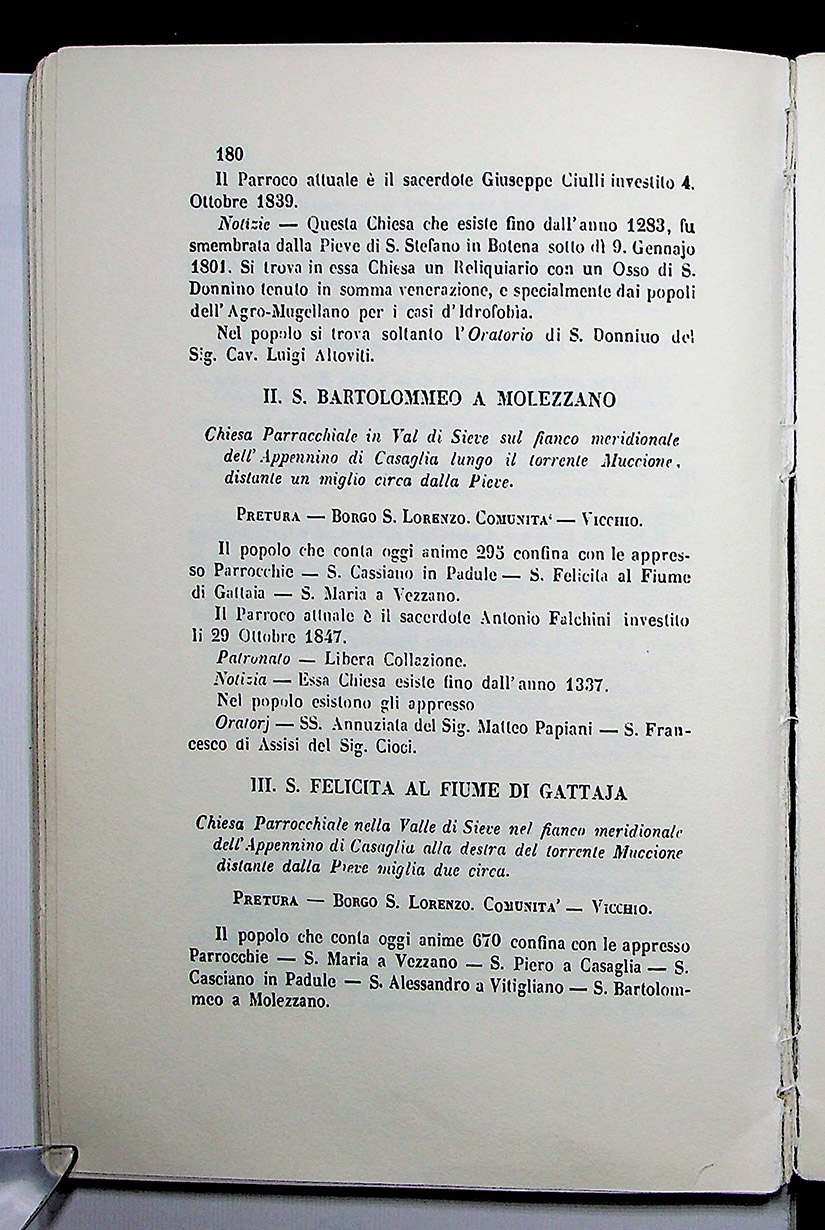 180
Il Parroco attuale è il sacerdote Giuseppe Ciulli investito 4.
Ottobre 1839.
Notizie — Questa Chiesa che esiste fino dall'anno 1283, fu
smembrata dalla Pieve di S. Stefano in Botena sotto dì 9. Gennajo
1801. Si trova in essa Chiesa un Reliquiario con un Osso di S.
Donnino tenuto in somma venerazione, e specialmente dai popoli
dell'Agro-Mugellano per i casi d'Idrofobìa.
Nel popolo si trova soltanto l'Oratorio di S. Donnino del
Sig. Cav. Luigi Altoviti.
II. S. BARTOLOMMEO A MOLEZZANO
Chiesa Parracchiale in Val di Sieve sul fianco meridionale
dell'Appennino di Casaglia lungo il torrente Muccione,
distante un miglio circa dalla Pieve.
PRETURA — BORGO S. LORENZO. COMUNITA' — VICCHIO.
Il popolo che conta oggi anime 295 confina con le appres-
so Parrocchie — S. Cassiano in Padule — S. Felicita al Fiume
di Gattaia — S. Maria a Vezzano.
Il Parroco attuale è il sacerdote Antonio Falchini investito
li 29 Ottobre 1847.
Patronato — Libera Collazione.
Notizia — Essa Chiesa esiste fino dall'anno 1337.
Nel popolo esistono gli appresso
Oratorj — SS. Annuziata del Sig. Matteo Papiani — S. Fran-
cesco di Assisi del Sig. Cioci.
III. S. FELICITA AL FIUME DI GATTAJA
Chiesa Parrocchiale nella Valle di Sieve nel fianco meridionale
dell'Appennino di Casaglia alla destra del torrente Muccione
distante dalla Pieve miglia due circa.
PRETURA — BORGO S. LORENZO. COMUNITA' — VICCHIO.
Il popolo che conta oggi anime 670 confina con le appresso
Parrocchie — S. Maria a Vezzano — S. Piero a Casaglia — S.
Casciano in Padule — S. Alessandro a Vitigliano — S. Bartolom-
meo a Molezzano.